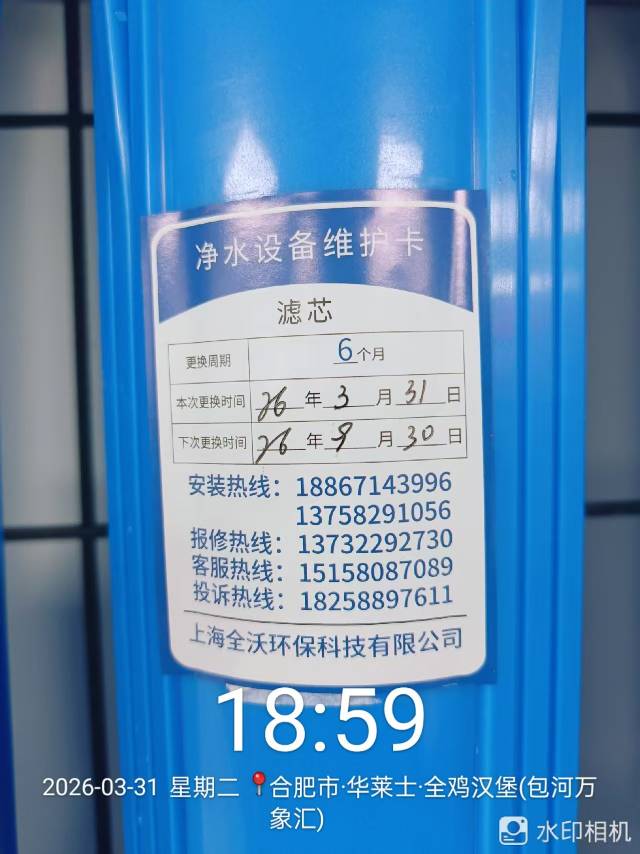 净水设备维护卡
滤芯
更换周期 6个月
本次更换时间 26年3月31日
下次更换时间 26年9月30日
安装热线：18867143996
13758291056
报修热线：13732292730
客服热线：15158087089
投诉热线：18258897611
上海全沃环保科技有限公司
18:59
2026-03-31 星期二 📍合肥市·华莱士·全鸡汉堡(包河万
象汇)
水印相机